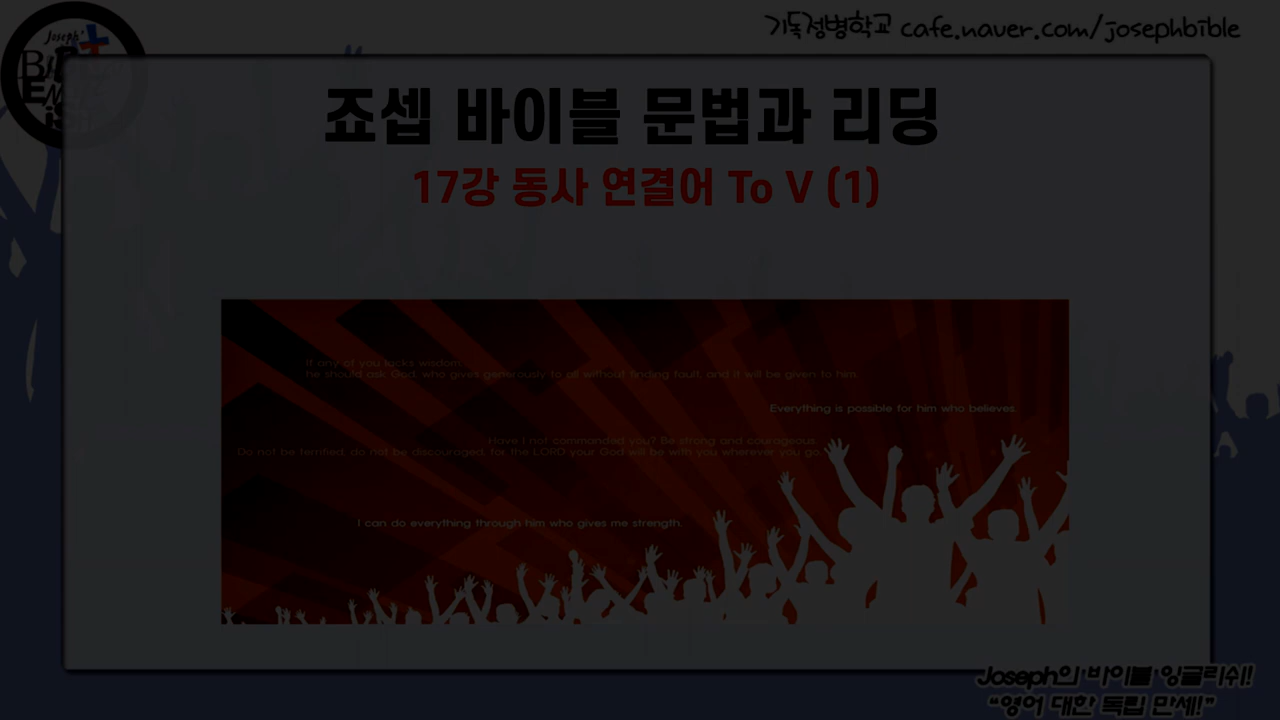 Joseph's
기독정병학교 cafe.naver.com/josephbible
죠셉 바이블 문법과 리딩
17강 동사 연결어 To V (1)
If any of you lacks wisdom,
he should ask God, who gives generously to all without finding fault, and it will be given to him.
Everything is possible for him who believes.
Have I not commanded you? Be strong and courageous.
Do not be terrified, do not be discouraged, for the LORD your God will be with you wherever you go."
I can do everything through him who gives me strength.
Joseph의 바이블 잉글리쉬!
"영어 대한 독립 만세!"